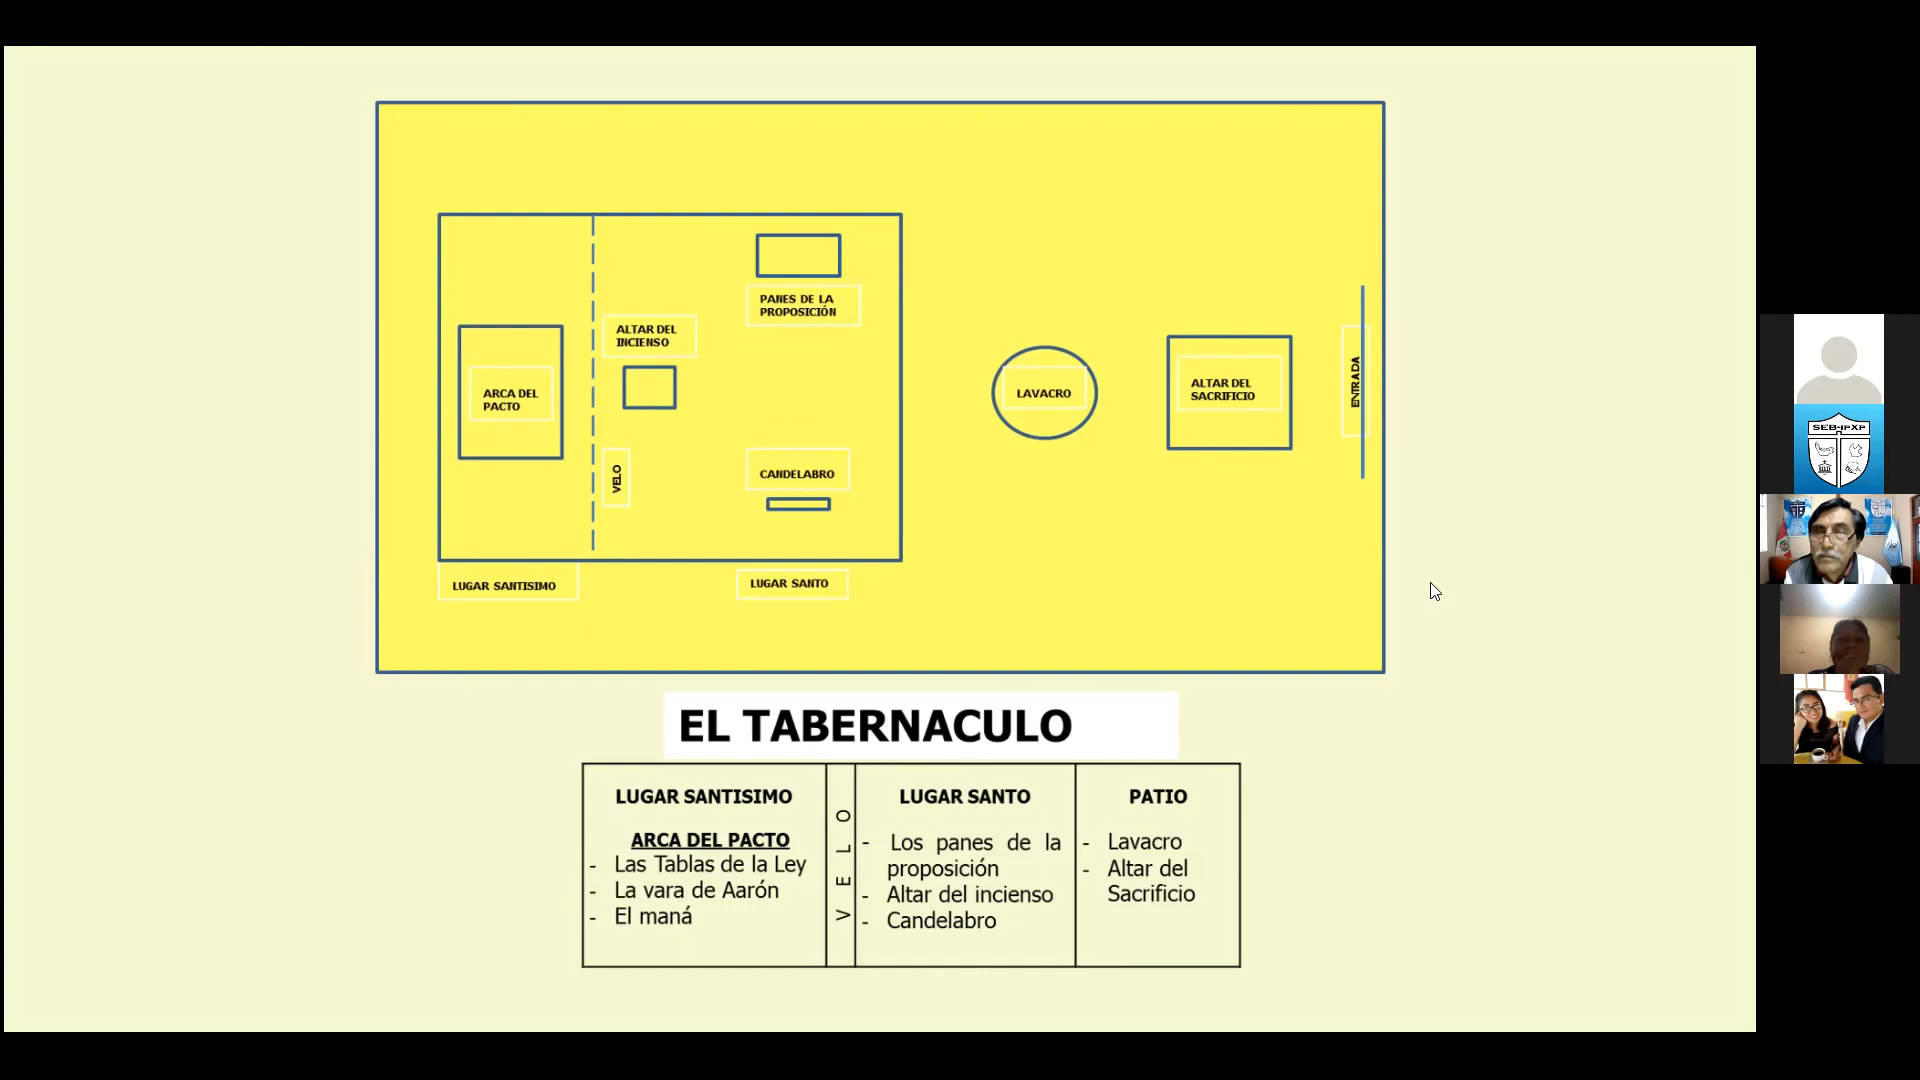 PANES DE LA
PROPOSICIÓN
ALTAR DEL
INCIENSO
ARCA DEL
PACTO
VELO
CANDELABRO
LAVACRO
ALTAR DEL
SACRIFICIO
ENTRADA
LUGAR SANTISIMO
LUGAR SANTO
EL TABERNACULO
LUGAR SANTISIMO
ARCA DEL PACTO
- Las Tablas de la Ley
- La vara de Aarón
- El maná
VELO
LUGAR SANTO
- Los panes de la
proposición
- Altar del incienso
- Candelabro
PATIO
- Lavacro
- Altar del
Sacrificio
SEB-IPXP